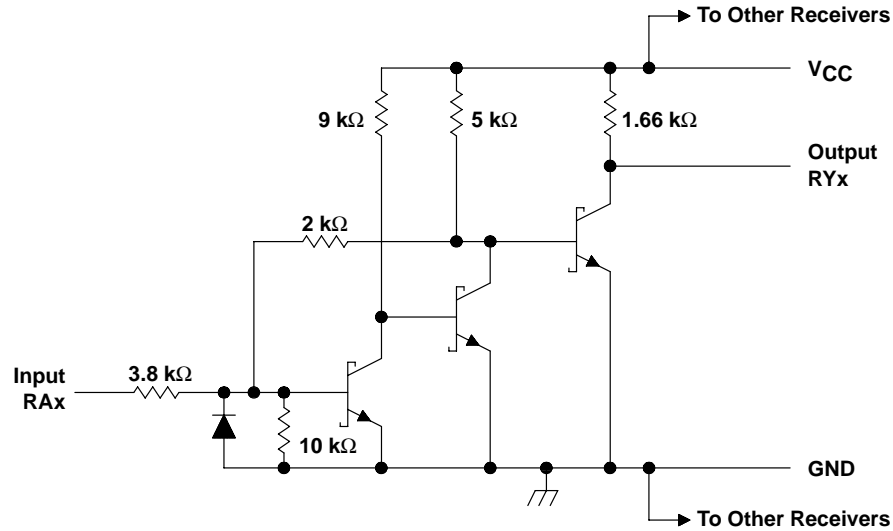 To Other Receivers
VCC
9 kΩ
5 kΩ
1.66 kΩ
Output
RYx
2 kΩ
Input
RAx
3.8 kΩ
10 kΩ
GND
To Other Receivers